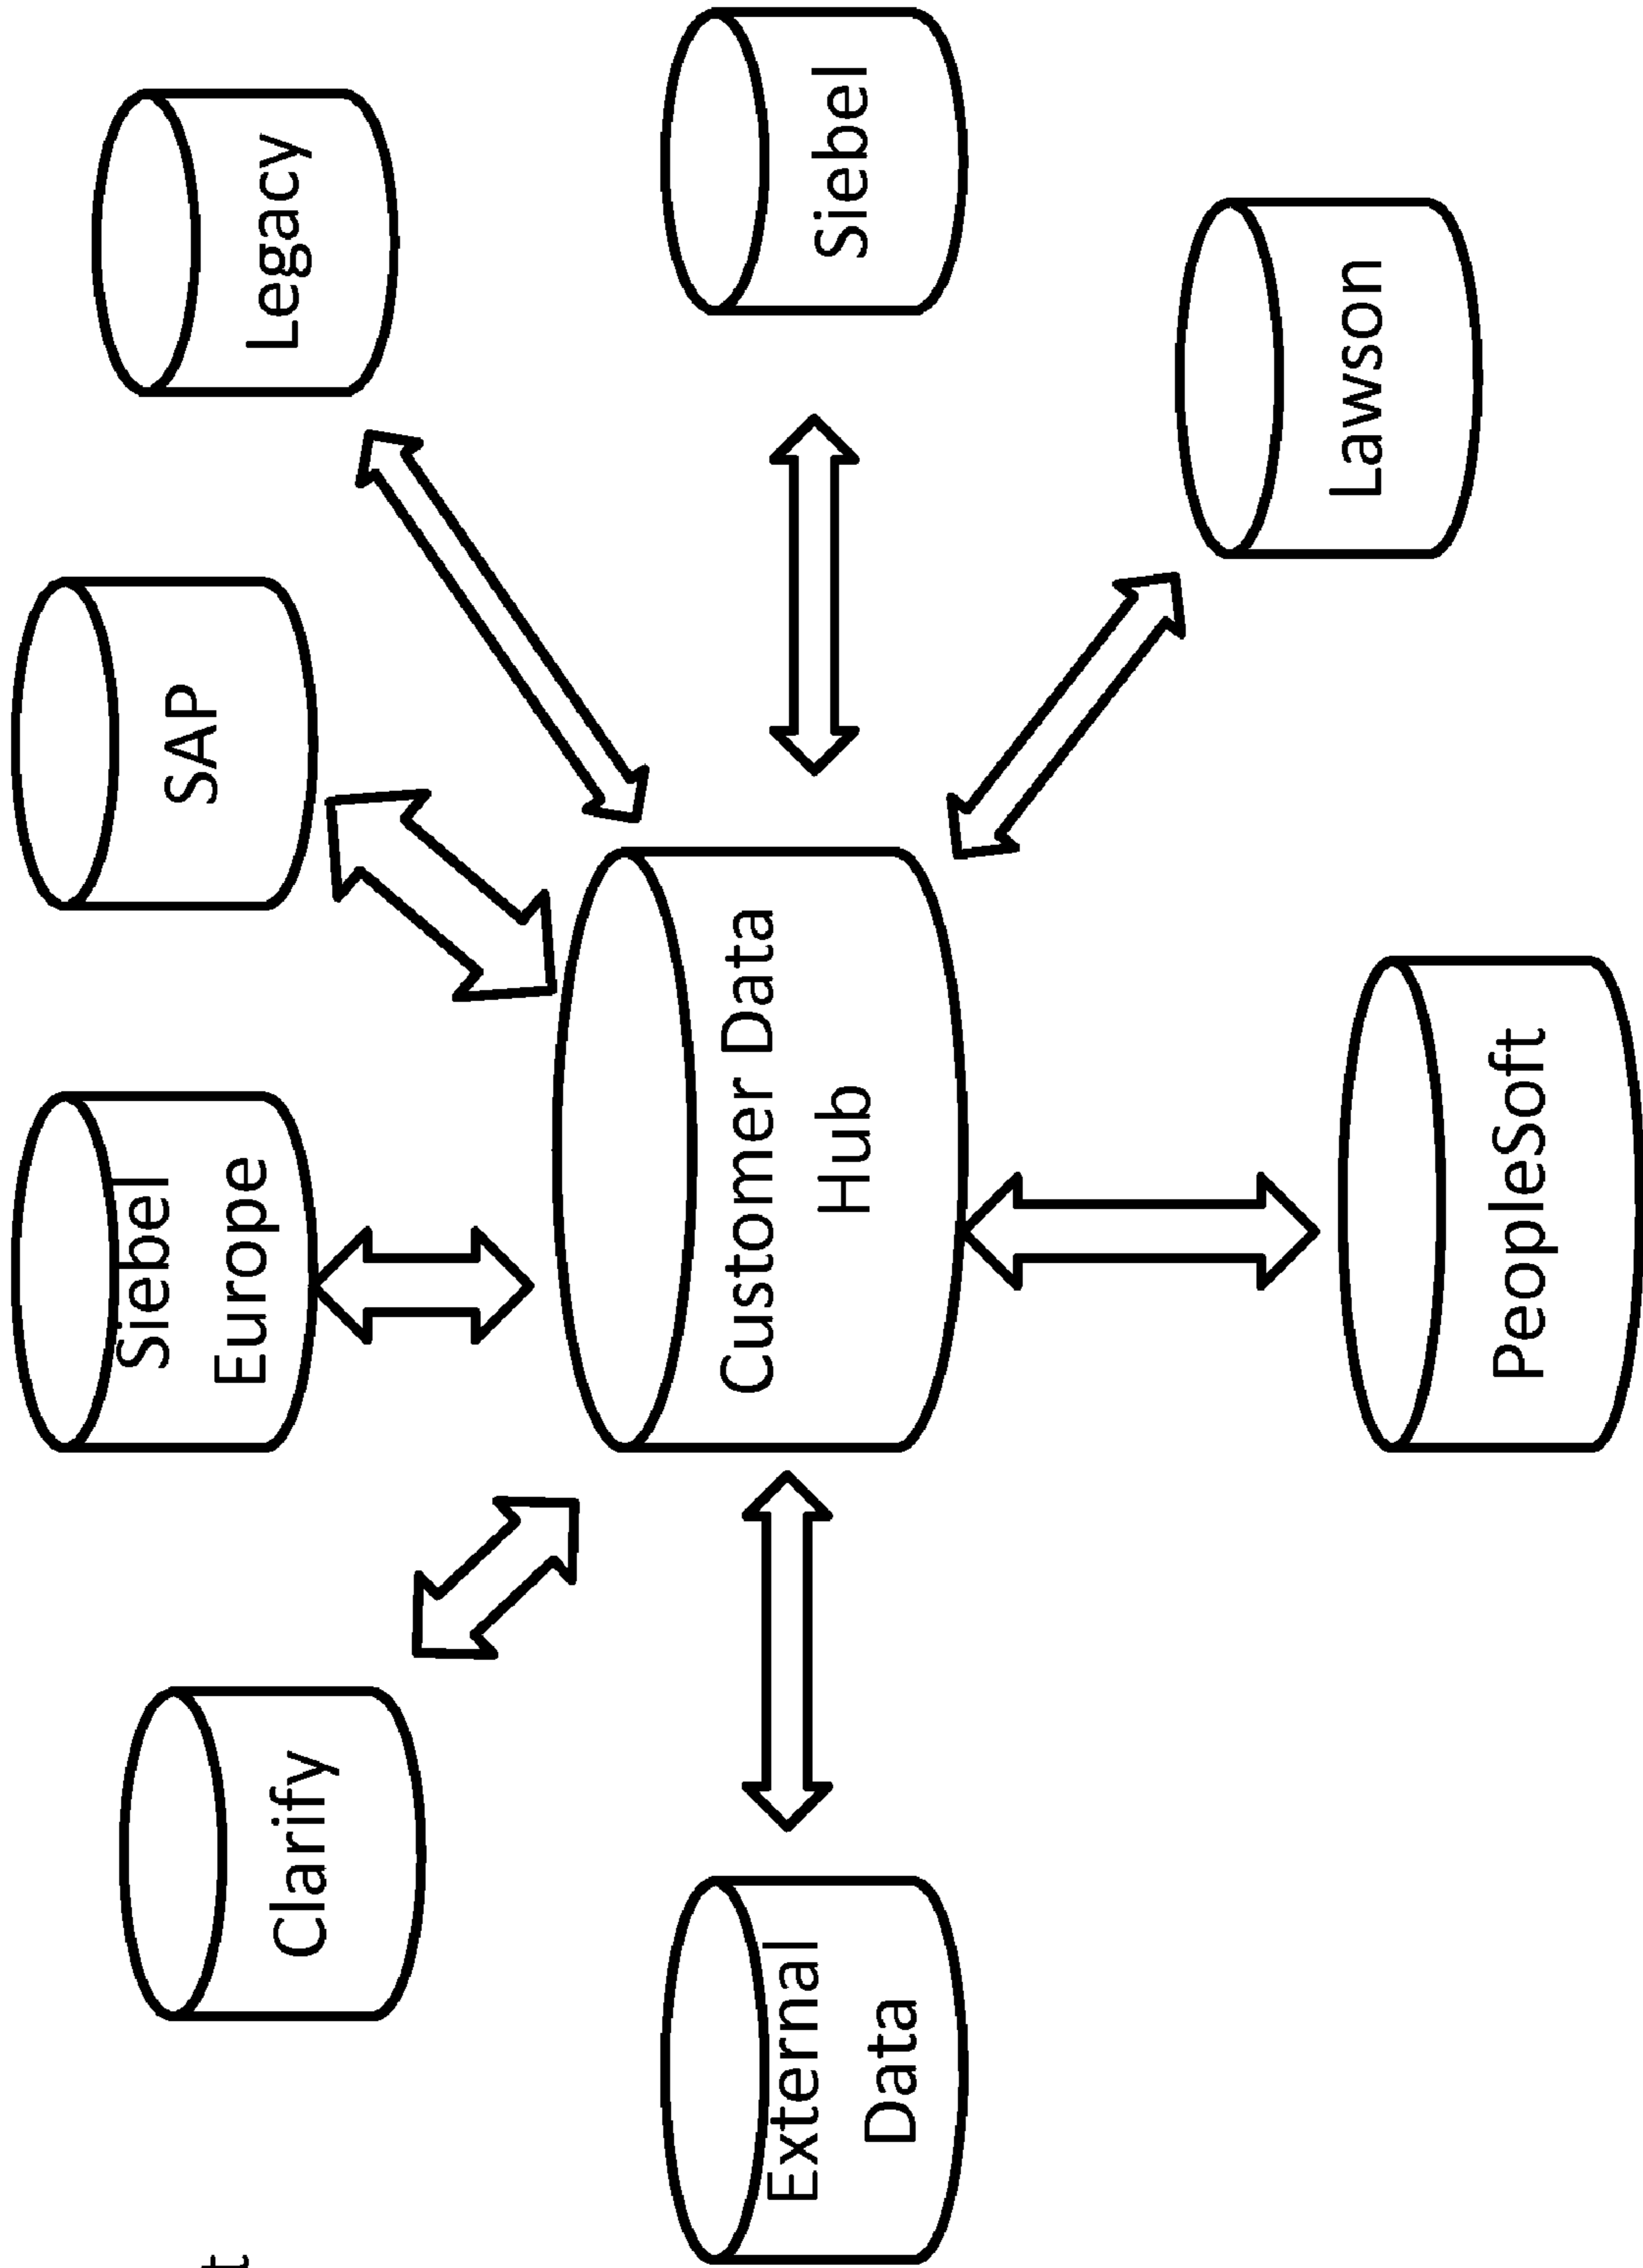 Clarify
Siebel
Europe
SAP
Legacy
External
Data
Customer Data
Hub
Siebel
Lawson
PeopleSoft